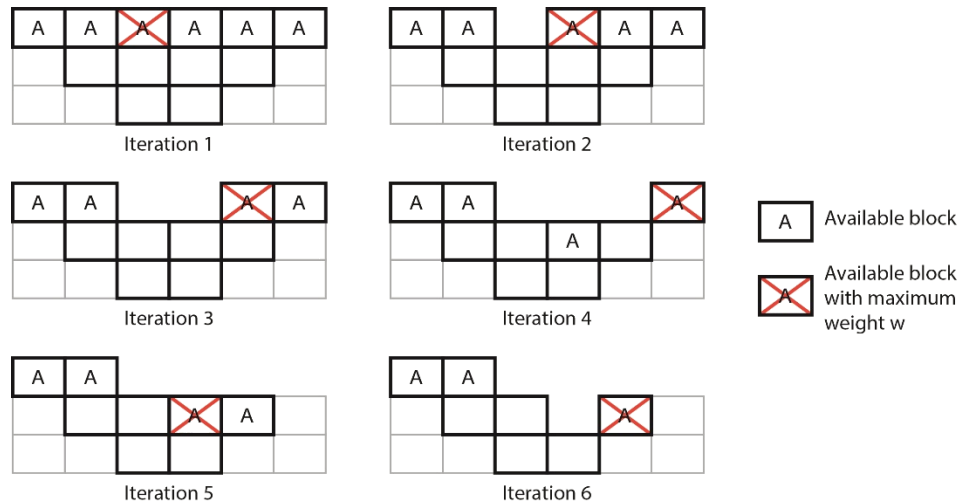 A A A A A A
Iteration 1
A A A A A
Iteration 2
A A A A
Iteration 3
A A A
A
Iteration 4
A A
A A
Iteration 5
A A
A
Iteration 6
A Available block
A Available block
with maximum
weight w